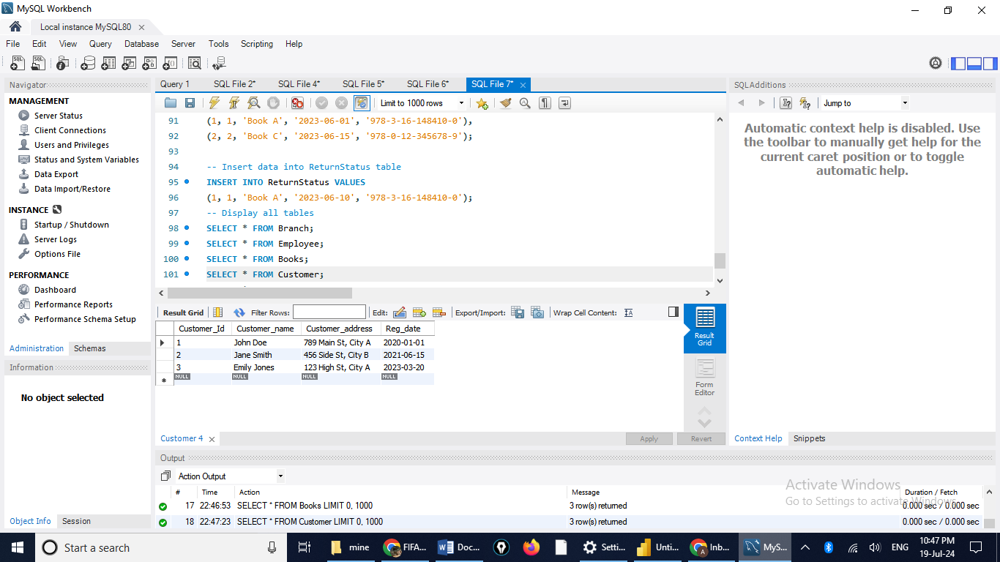 MySQL Workbench
Local instance MySQL80
File Edit View Query Database Server Tools Scripting Help
Navigator
MANAGEMENT
Server Status
Client Connections
Users and Privileges
Status and System Variables
Data Export
Data Import/Restore
INSTANCE
Startup / Shutdown
Server Logs
Options File
PERFORMANCE
Dashboard
Performance Reports
Performance Schema Setup
Administration Schemas
Information
No object selected
Object Info Session
Query 1 SQL File 2* SQL File 4* SQL File 5* SQL File 6* SQL File 7*
Limit to 1000 rows
91 (1, 1, 'Book A', '2023-06-01', '978-3-16-148410-0'),
92 (2, 2, 'Book C', '2023-06-15', '978-0-12-345678-9');
93
94 -- Insert data into ReturnStatus table
95 INSERT INTO ReturnStatus VALUES
96 (1, 1, 'Book A', '2023-06-10', '978-3-16-148410-0');
97 -- Display all tables
98 SELECT * FROM Branch;
99 SELECT * FROM Employee;
100 SELECT * FROM Books;
101 SELECT * FROM Customer;
Result Grid Filter Rows: Edit: Export/Import: Wrap Cell Content:
Customer_Id Customer_name Customer_address Reg_date
1 John Doe 789 Main St, City A 2020-01-01
2 Jane Smith 456 Side St, City B 2021-06-15
3 Emily Jones 123 High St, City A 2023-03-20
NULL NULL NULL NULL
Result
Grid
Form
Editor
Customer 4 Apply Revert
SQLAdditions
Jump to
Automatic context help is disabled. Use
the toolbar to manually get help for the
current caret position or to toggle
automatic help.
Context Help Snippets
Output
Action Output
# Time Action Message Duration / Fetch
17 22:46:53 SELECT * FROM Books LIMIT 0, 1000 3 row(s) returned 0.000 sec / 0.000 sec
18 22:47:23 SELECT * FROM Customer LIMIT 0, 1000 3 row(s) returned 0.000 sec / 0.000 sec
Activate Windows
Go to Settings to activate Windows.
Start a search
mine FIFA... Doc... Setti... Unti... Inb... MyS...
ENG
10:47 PM
19-Jul-24